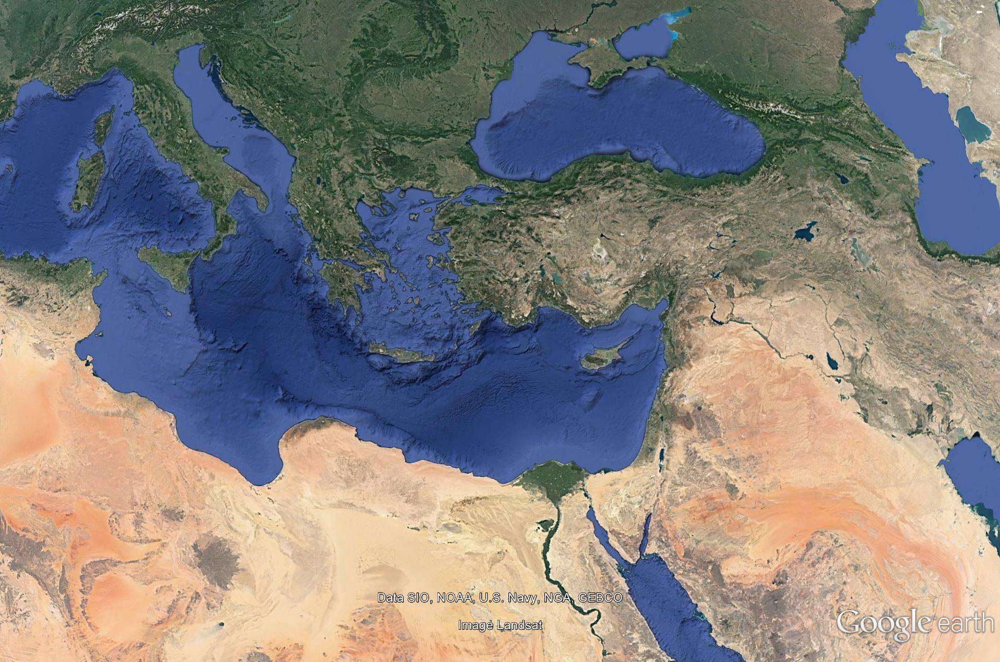 Data SIO, NOAA, U.S. Navy, NGA, GEBCO
Image Landsat
Google earth